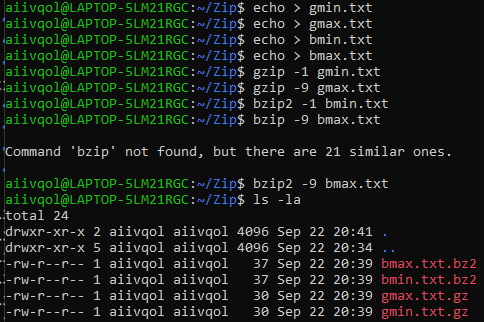 aiivqol@LAPTOP-5LM21RGC:~/Zip$ echo > gmin.txt
aiivqol@LAPTOP-5LM21RGC:~/Zip$ echo > gmax.txt
aiivqol@LAPTOP-5LM21RGC:~/Zip$ echo > bmin.txt
aiivqol@LAPTOP-5LM21RGC:~/Zip$ echo > bmax.txt
aiivqol@LAPTOP-5LM21RGC:~/Zip$ gzip -1 gmin.txt
aiivqol@LAPTOP-5LM21RGC:~/Zip$ gzip -9 gmax.txt
aiivqol@LAPTOP-5LM21RGC:~/Zip$ bzip2 -1 bmin.txt
aiivqol@LAPTOP-5LM21RGC:~/Zip$ bzip -9 bmax.txt
Command 'bzip' not found, but there are 21 similar ones.
aiivqol@LAPTOP-5LM21RGC:~/Zip$ bzip2 -9 bmax.txt
aiivqol@LAPTOP-5LM21RGC:~/Zip$ ls -la
total 24
drwxr-xr-x 2 aiivqol aiivqol 4096 Sep 22 20:41 .
drwxr-xr-x 5 aiivqol aiivqol 4096 Sep 22 20:34 ..
-rw-r--r-- 1 aiivqol aiivqol   37 Sep 22 20:39 bmax.txt.bz2
-rw-r--r-- 1 aiivqol aiivqol   37 Sep 22 20:39 bmin.txt.bz2
-rw-r--r-- 1 aiivqol aiivqol   30 Sep 22 20:39 gmax.txt.gz
-rw-r--r-- 1 aiivqol aiivqol   30 Sep 22 20:39 gmin.txt.gz